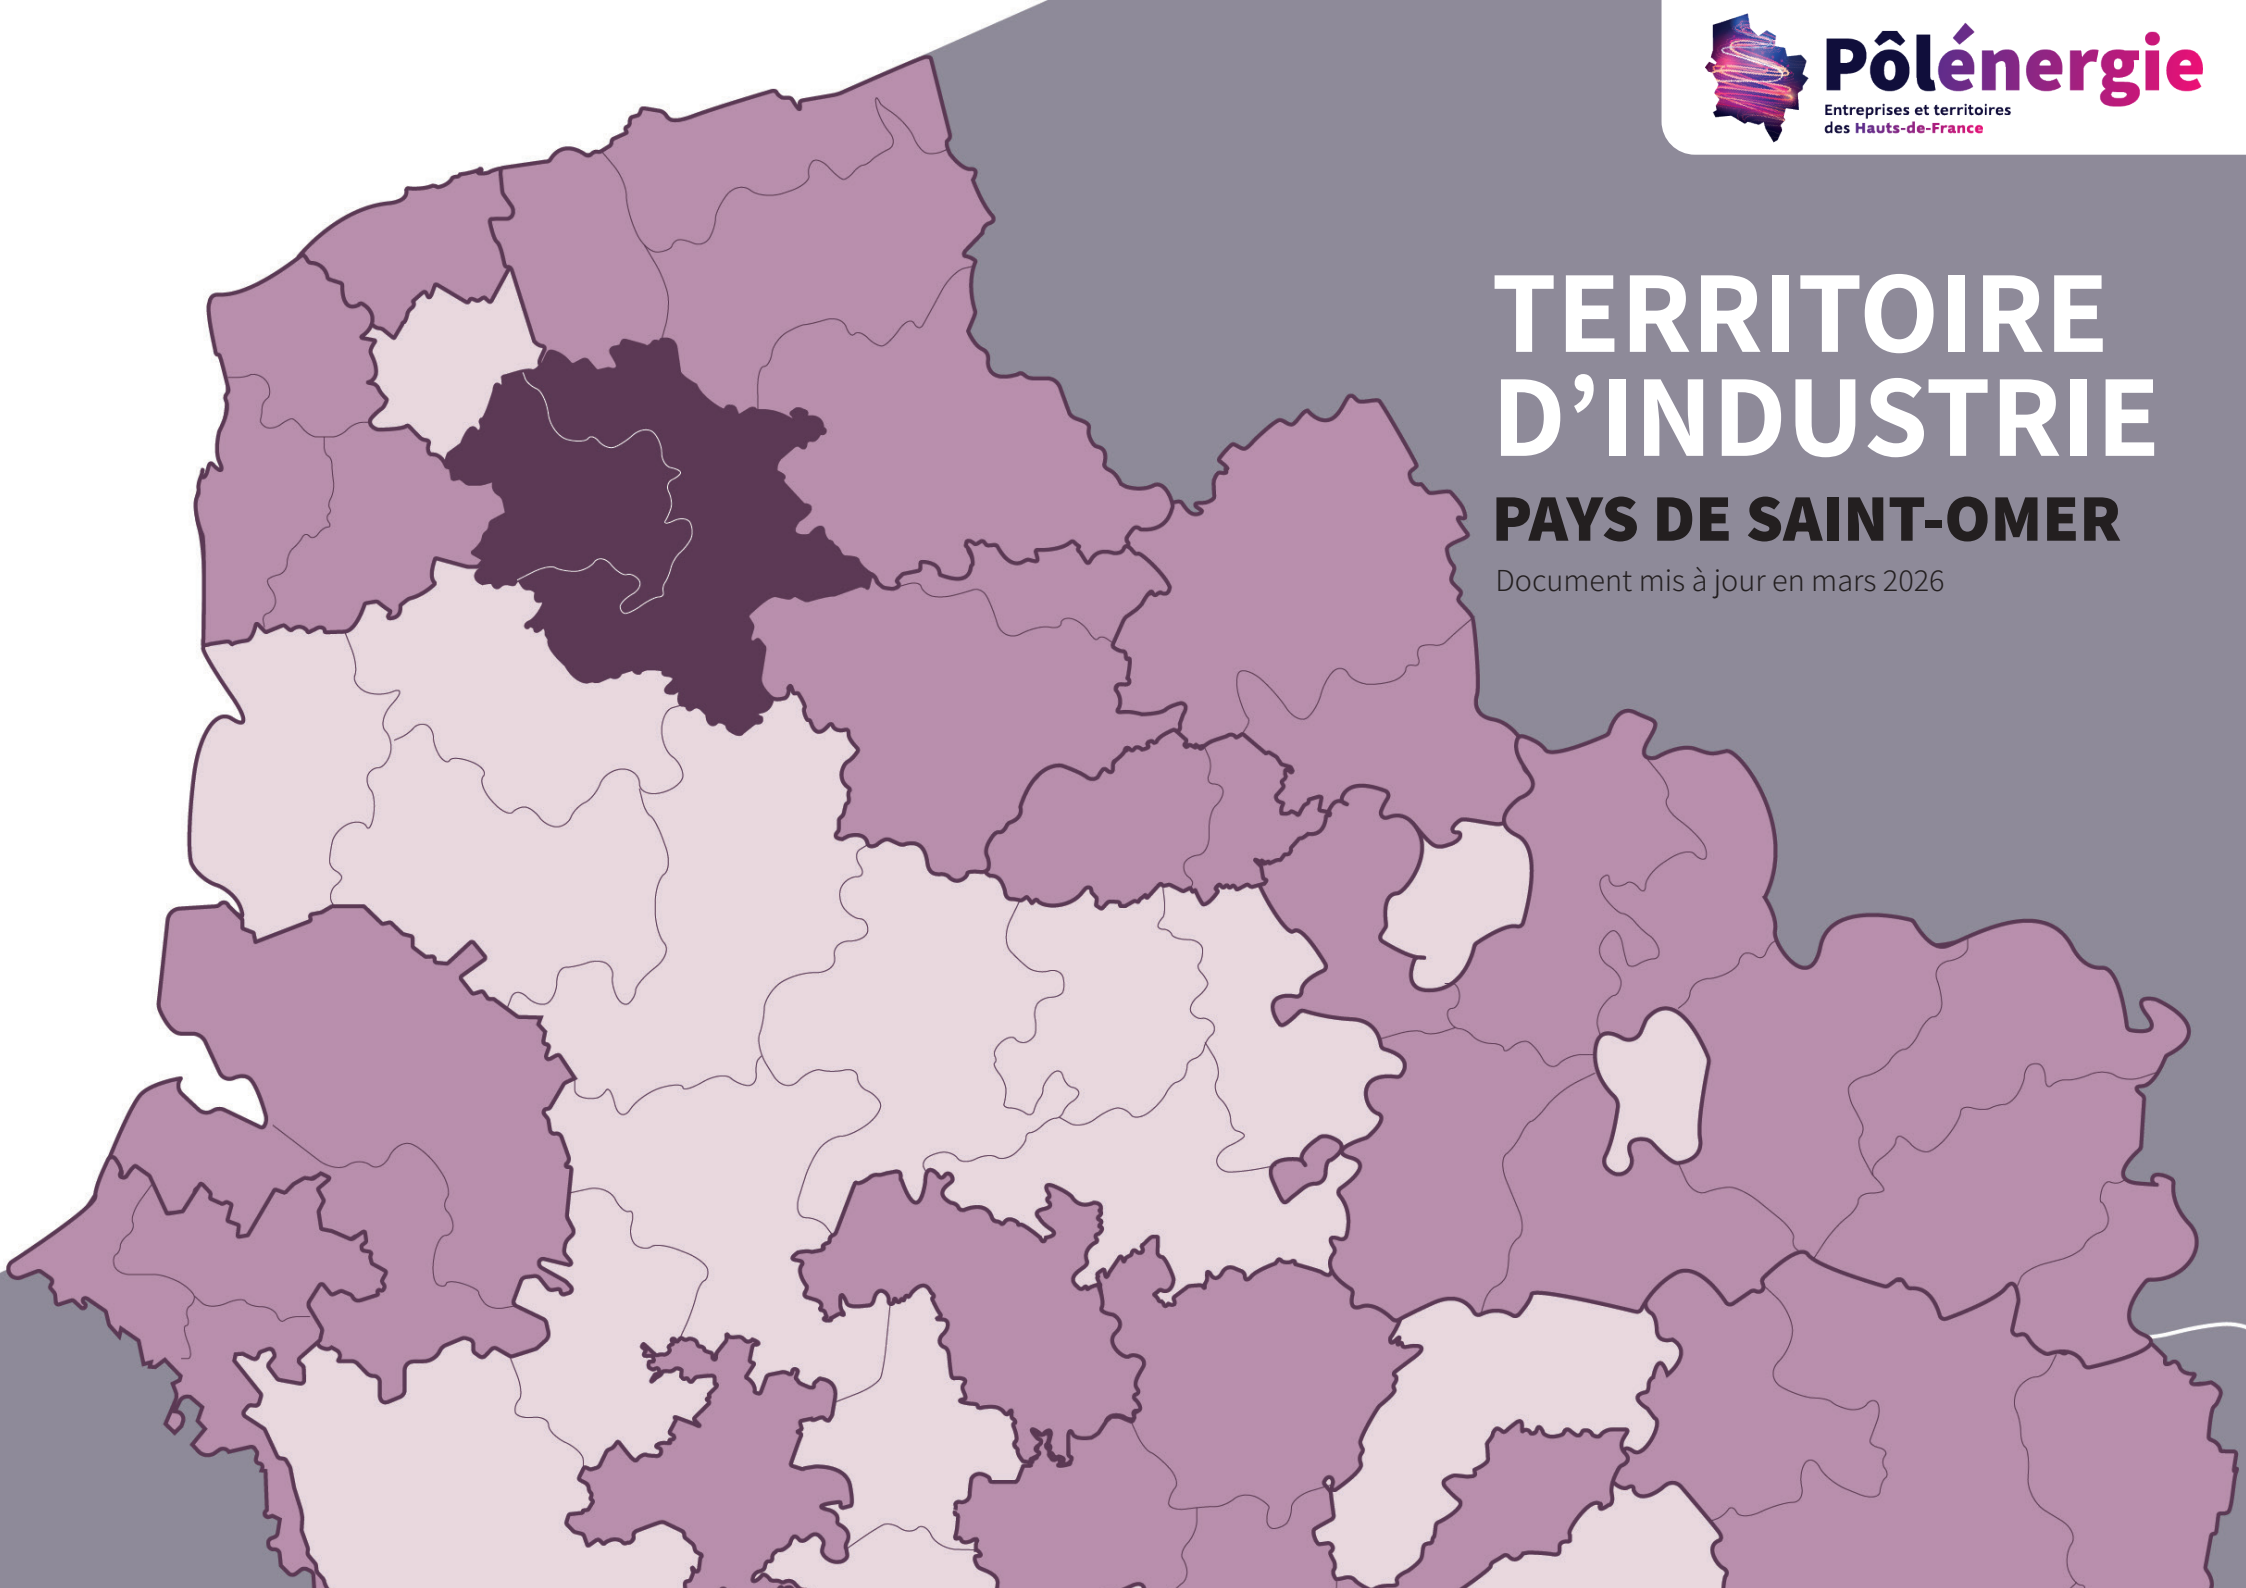 Pôlénergie
Entreprises et territoires
des Hauts-de-France
TERRITOIRE
D’INDUSTRIE
PAYS DE SAINT-OMER
Document mis à jour en mars 2026